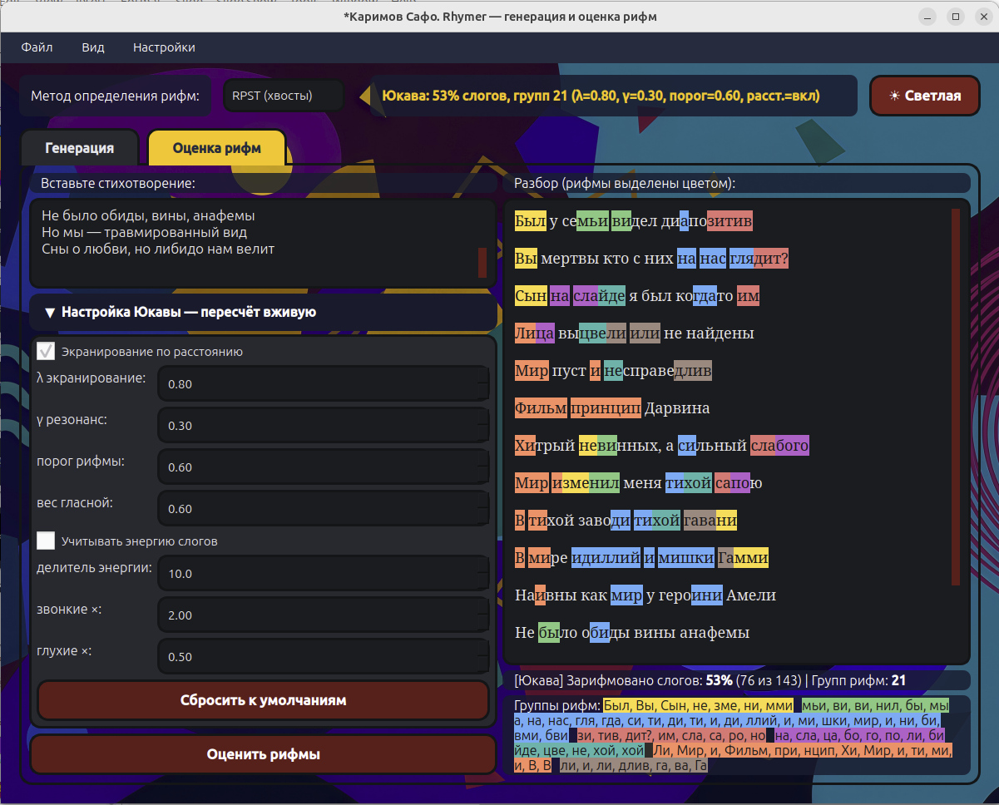 *Каримов Сафо. Rhymer — генерация и оценка рифм
Файл Вид Настройки
Метод определения рифм: RPST (хвосты) Юкава: 53% слогов, групп 21 (λ=0.80, γ=0.30, порог=0.60, расст.=вкл) ☀ Светлая
Генерация Оценка рифм
Вставьте стихотворение:
Не было обиды, вины, анафемы
Но мы — травмированный вид
Сны о любви, но либидо нам велит
▼ Настройка Юкавы — пересчёт вживую
Экранирование по расстоянию
λ экранирование: 0.80
γ резонанс: 0.30
порог рифмы: 0.60
вес гласной: 0.60
Учитывать энергию слогов
делитель энергии: 10.0
звонкие ×: 2.00
глухие ×: 0.50
Сбросить к умолчаниям
Оценить рифмы
Разбор (рифмы выделены цветом):
Был у семьи видел диапозитив
Вы мертвы кто с них на нас глядит?
Сын на слайде я был когдато им
Лица выцвели или не найдены
Мир пуст и несправедлив
Фильм принцип Дарвина
Хитрый невинных, а сильный слабого
Мир изменил меня тихой сапою
В тихой заводи тихой гавани
В мире идиллий и мишки Гамми
Наивны как мир у героини Амели
Не было обиды вины анафемы
[Юкава] Зарифмовано слогов: 53% (76 из 143) | Групп рифм: 21
Группы рифм: Был, Вы, Сын, не, зме, ни, мми мьи, ви, ви, нил, бы, мы
а, на, нас, гля, гда, си, ти, ди, ти, и, ди, ллий, и, ми, шки, мир, и, ни, би,
вми, бви зи, тив, дит?, им, сла, са, ро, но на, сла, ца, бо, го, по, ли, би
йде, цве, не, хой, хой Ли, Мир, и, Фильм, при, нцип, Хи, Мир, и, ти, ми,
и, В, В ли, и, ли, длив, га, ва, Га